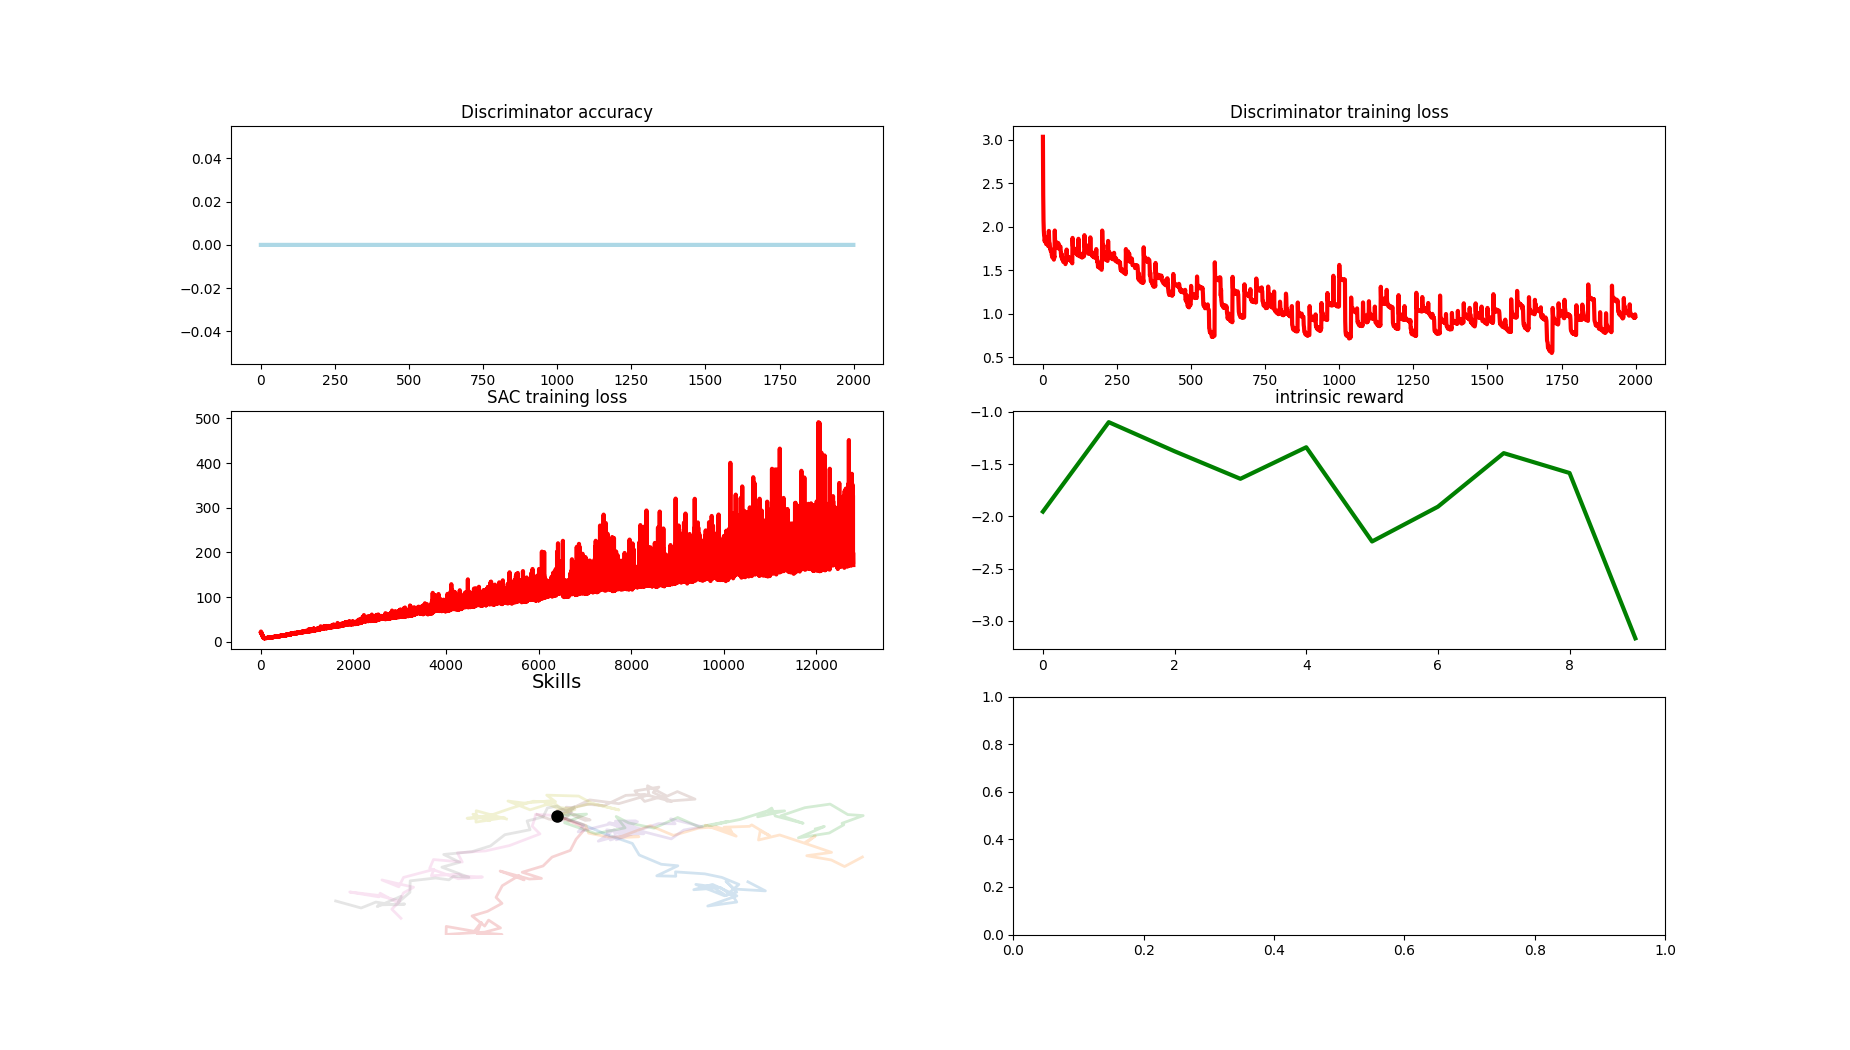 Discriminator accuracy
0.04
0.02
0.00
−0.02
−0.04
0 250 500 750 1000 1250 1500 1750 2000
Discriminator training loss
3.0
2.5
2.0
1.5
1.0
0.5
0 250 500 750 1000 1250 1500 1750 2000
SAC training loss
500
400
300
200
100
0
0 2000 4000 6000 8000 10000 12000
intrinsic reward
−1.0
−1.5
−2.0
−2.5
−3.0
0 2 4 6 8
Skills
1.0
0.8
0.6
0.4
0.2
0.0
0.0 0.2 0.4 0.6 0.8 1.0